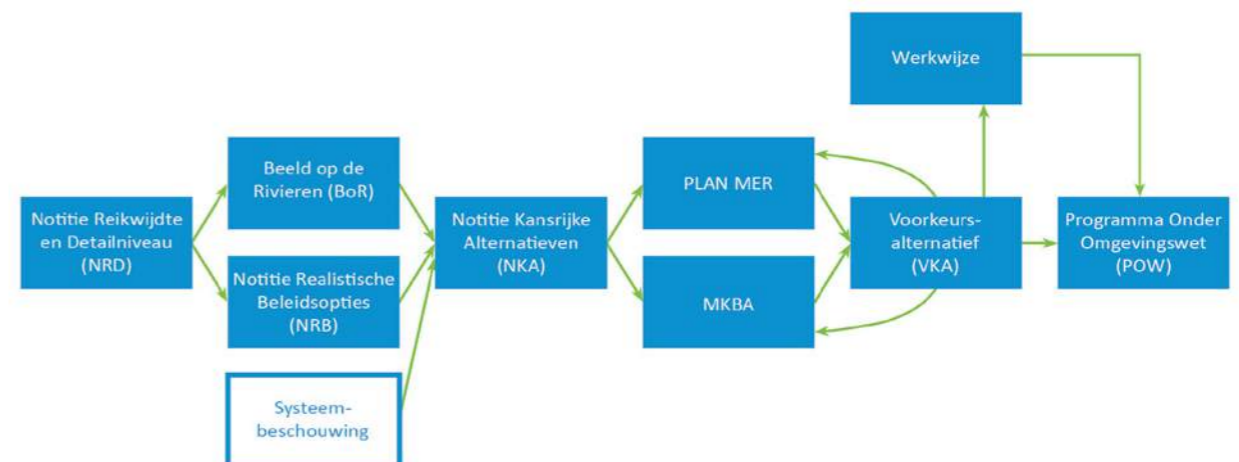 Notitie Reikwijdte
en Detailniveau
(NRD)
Beeld op de
Rivieren (BoR)
Notitie Realistische
Beleidsopties
(NRB)
Systeem-
beschouwing
Notitie Kansrijke
Alternatieven
(NKA)
PLAN MER
MKBA
Werkwijze
Voorkeurs-
alternatief
(VKA)
Programma Onder
Omgevingswet
(POW)